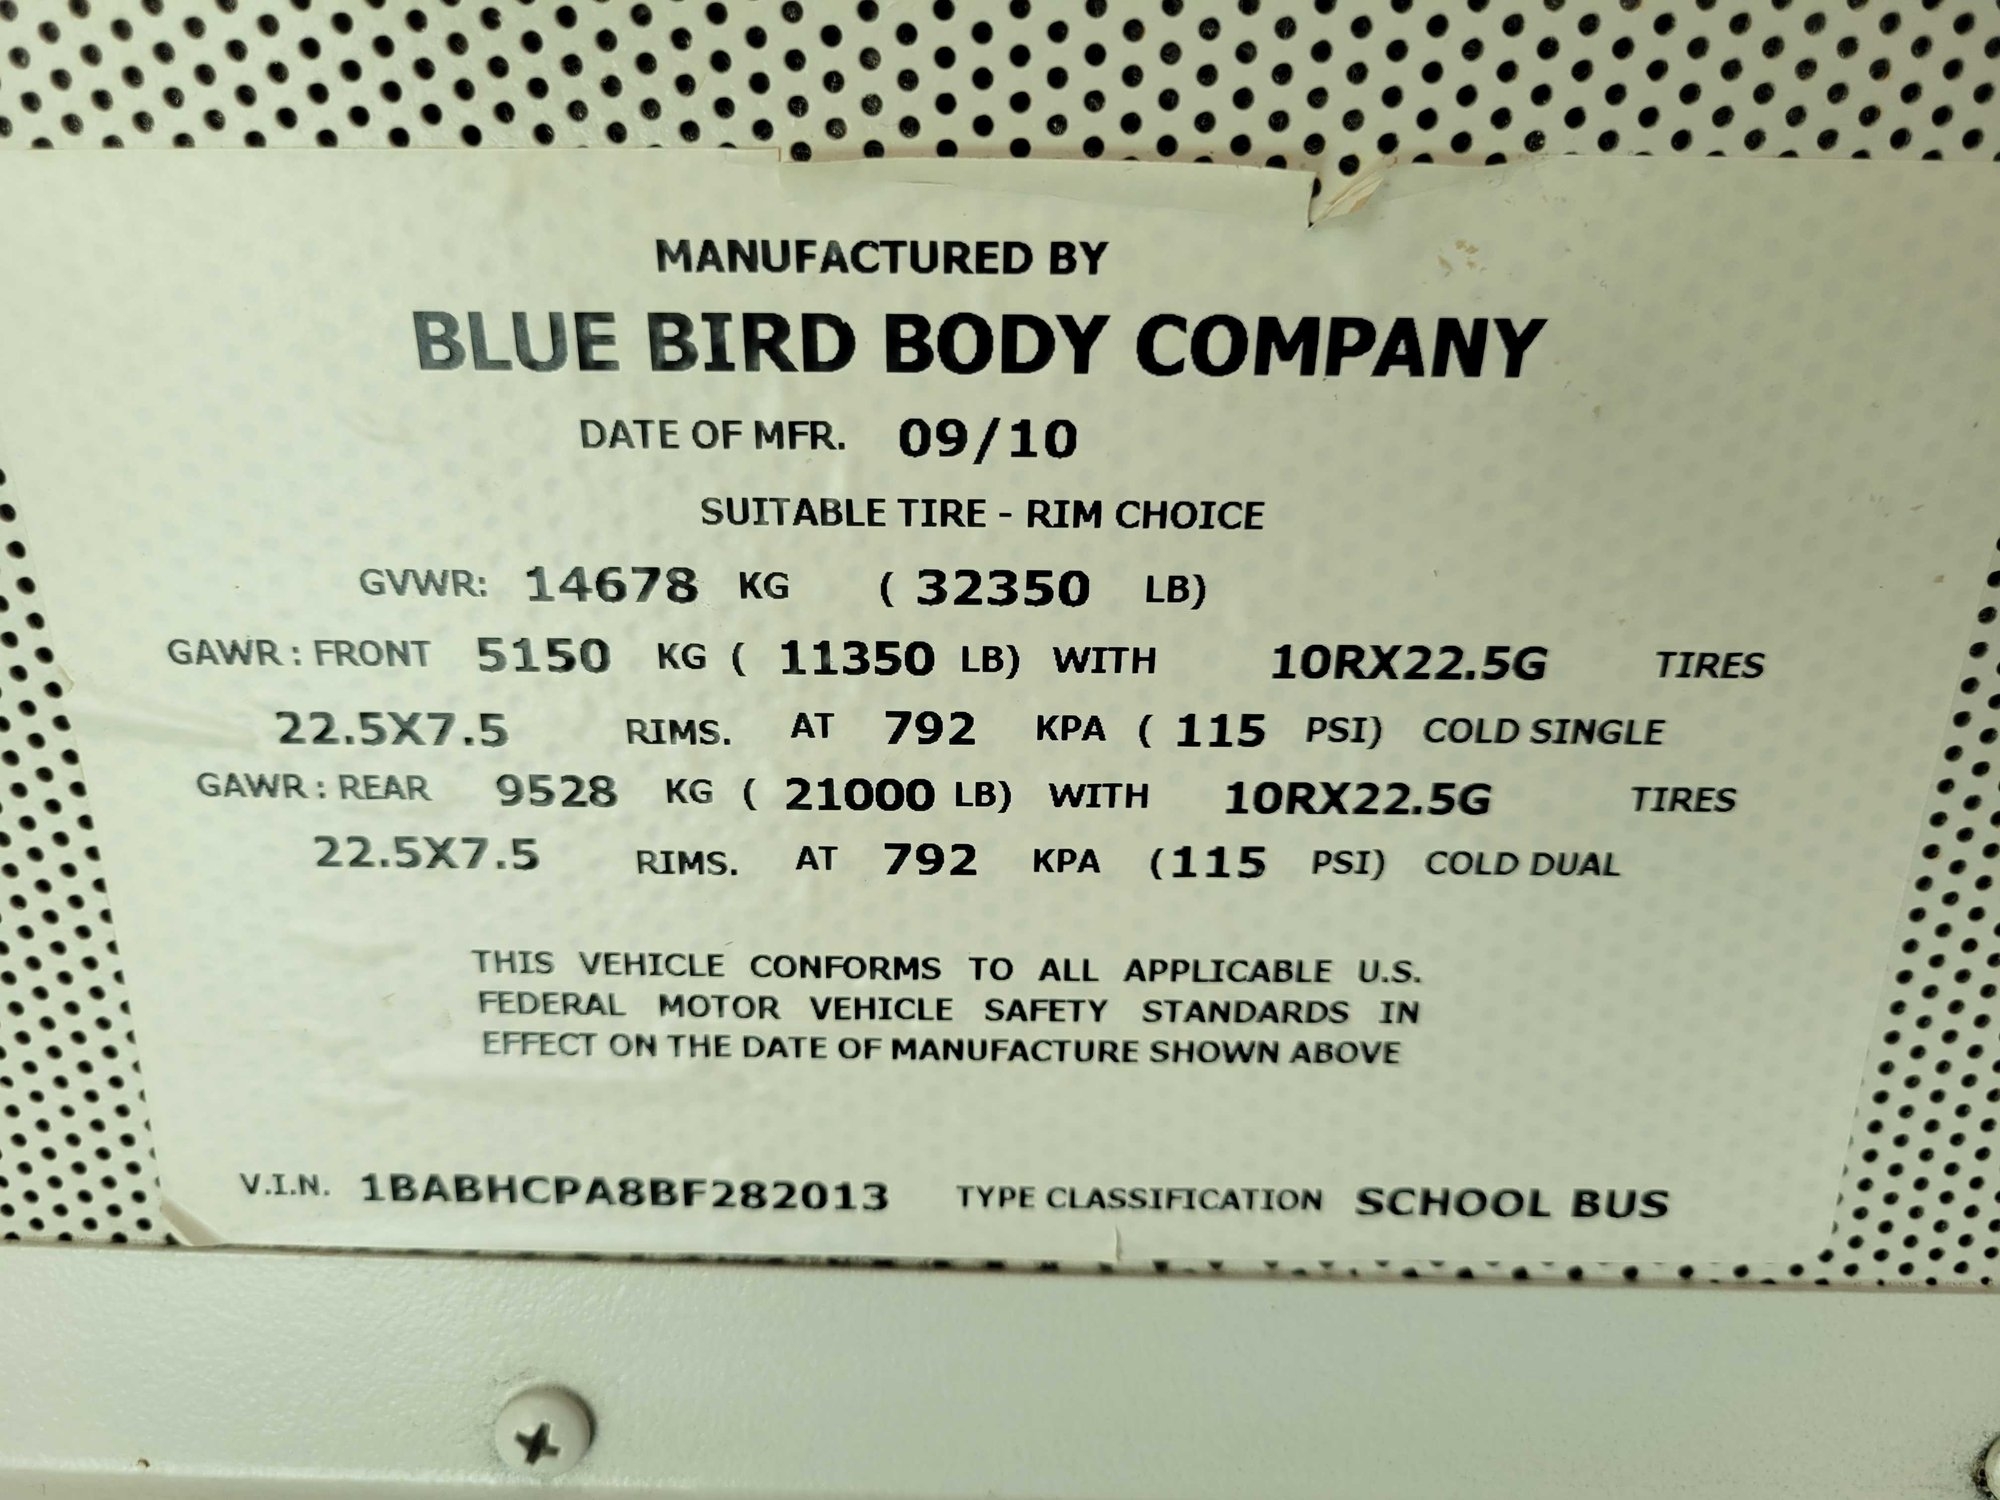 MANUFACTURED BY
BLUE BIRD BODY COMPANY
DATE OF MFR. 09/10
SUITABLE TIRE - RIM CHOICE
GVWR: 14678 KG ( 32350 LB)
GAWR : FRONT 5150 KG ( 11350 LB) WITH 10RX22.5G TIRES
22.5X7.5 RIMS. AT 792 KPA ( 115 PSI) COLD SINGLE
GAWR : REAR 9528 KG ( 21000 LB) WITH 10RX22.5G TIRES
22.5X7.5 RIMS. AT 792 KPA (115 PSI) COLD DUAL
THIS VEHICLE CONFORMS TO ALL APPLICABLE U.S.
FEDERAL MOTOR VEHICLE SAFETY STANDARDS IN
EFFECT ON THE DATE OF MANUFACTURE SHOWN ABOVE
V.I.N. 1BABHCPA8BF282013 TYPE CLASSIFICATION SCHOOL BUS